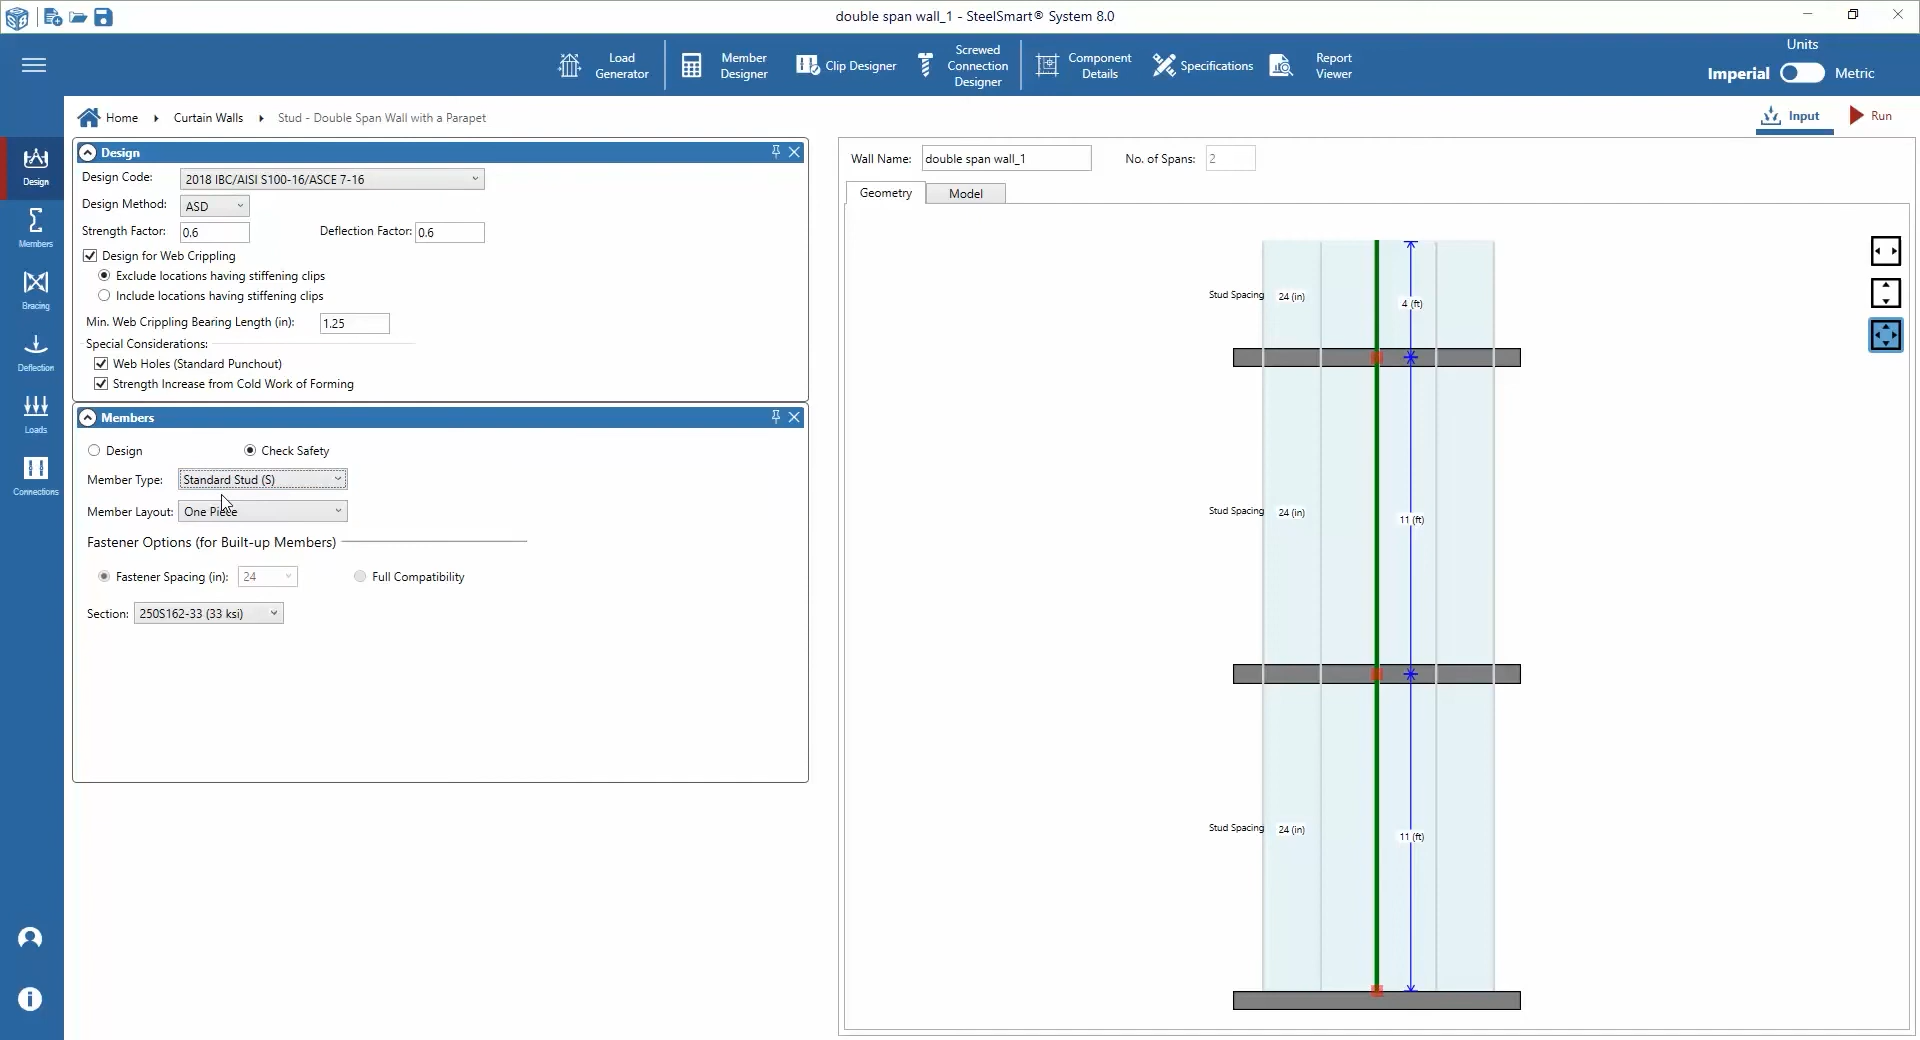 double span wall_1 - SteelSmart® System 8.0
Load Generator
Member Designer
Clip Designer
Screwed Connection Designer
Component Details
Specifications
Report Viewer
Units
Imperial Metric
Home Curtain Walls Stud - Double Span Wall with a Parapet
Input Run
Design
Members
Bracing
Deflection
Loads
Connections
Design
Design Code: 2018 IBC/AISI S100-16/ASCE 7-16
Design Method: ASD
Strength Factor: 0.6 Deflection Factor: 0.6
Design for Web Crippling
Exclude locations having stiffening clips
Include locations having stiffening clips
Min. Web Crippling Bearing Length (in): 1.25
Special Considerations:
Web Holes (Standard Punchout)
Strength Increase from Cold Work of Forming
Members
Design Check Safety
Member Type: Standard Stud (S)
Member Layout: One Piece
Fastener Options (for Built-up Members)
Fastener Spacing (in): 24 Full Compatibility
Section: 250S162-33 (33 ksi)
Wall Name: double span wall_1 No. of Spans: 2
Geometry Model
Stud Spacing 24 (in) 4 (ft)
Stud Spacing 24 (in) 11 (ft)
Stud Spacing 24 (in) 11 (ft)